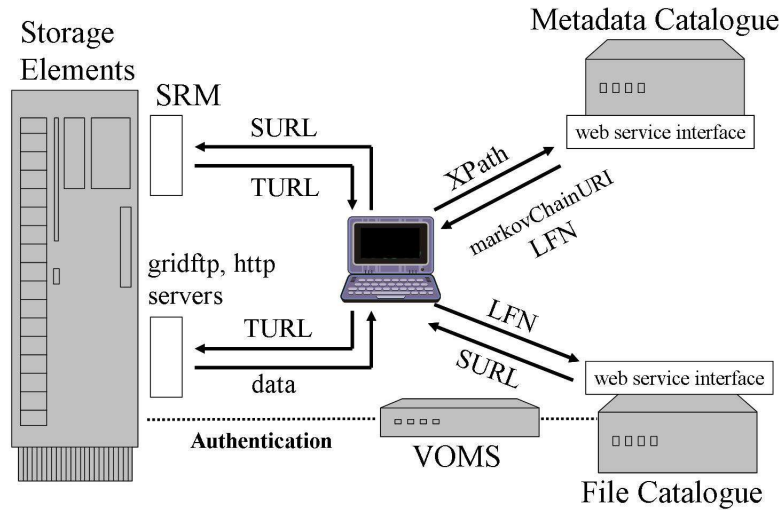 Storage
Elements
SRM
SURL
TURL
gridftp, http
servers
TURL
data
Authentication
VOMS
Metadata Catalogue
web service interface
XPath
markovChainURI
LFN
LFN
SURL
web service interface
File Catalogue